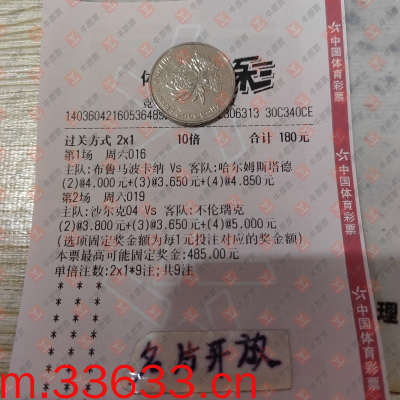 体 彩
竞
14036042160536489 2806313 30C340CE
过关方式 2x1 10倍 合计 180元
第1场 周六016
主队:布鲁马波卡纳 Vs 客队:哈尔姆斯塔德
(2)@4.000元+(3)@3.650元+(4)@4.850元
第2场 周六019
主队:沙尔克04 Vs 客队:不伦瑞克
(2)@3.800元+(3)@3.650元+(4)@5.000元
(选项固定奖金额为每1元投注对应的奖金额)
本票最高可能固定奖金:485.00元
单倍注数:2x1*9注;共9注
* * *
* * *
* * *
* * *
* * *
* * *
* * *
名片开放
m.33633.cn
中国体育彩票
中国体育彩票
中国体育彩票
理